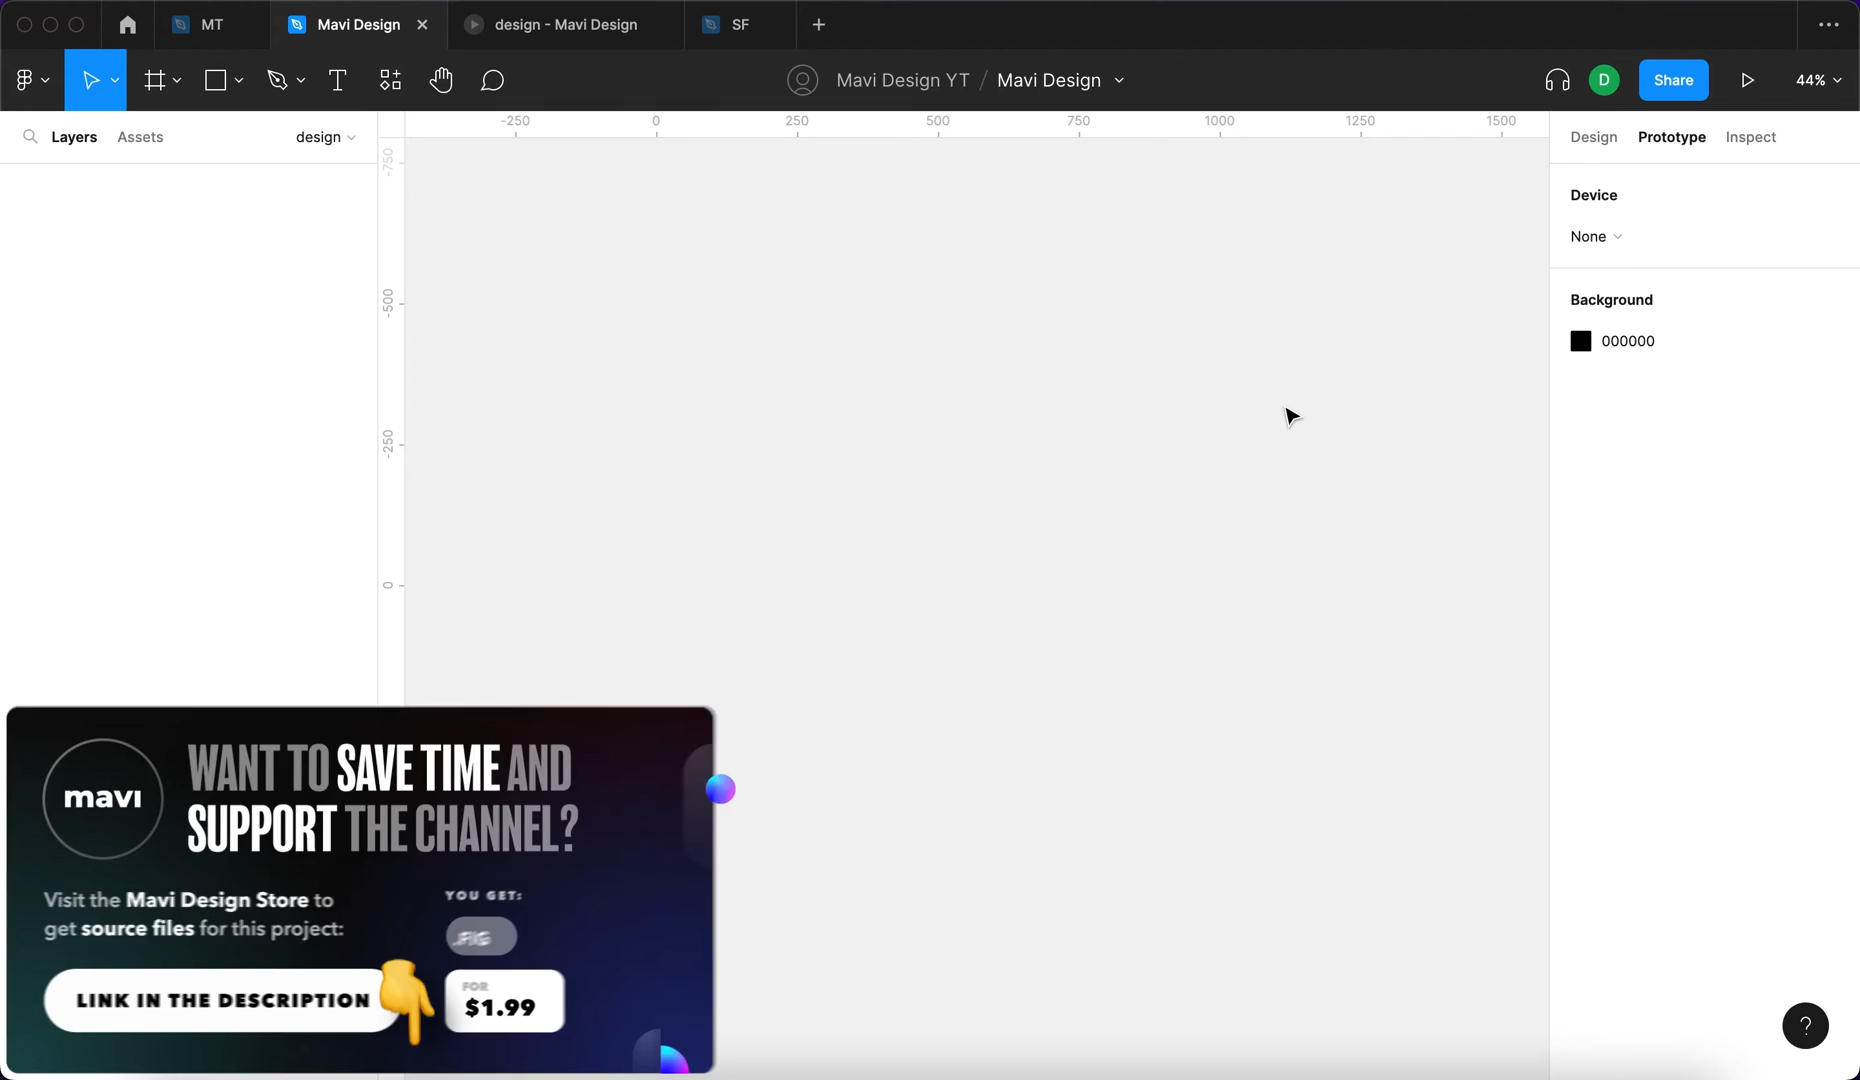 MT
Mavi Design
design - Mavi Design
SF
Mavi Design YT / Mavi Design
D
Share
44%
Layers
Assets
design
-250
0
250
500
750
1000
1250
1500
Design
Prototype
Inspect
-750
-500
-250
0
Device
None
Background
000000
mavi
WANT TO SAVE TIME AND
SUPPORT THE CHANNEL?
Visit the Mavi Design Store to
get source files for this project:
LINK IN THE DESCRIPTION
YOU GET:
.FIG
FOR
$1.99
?